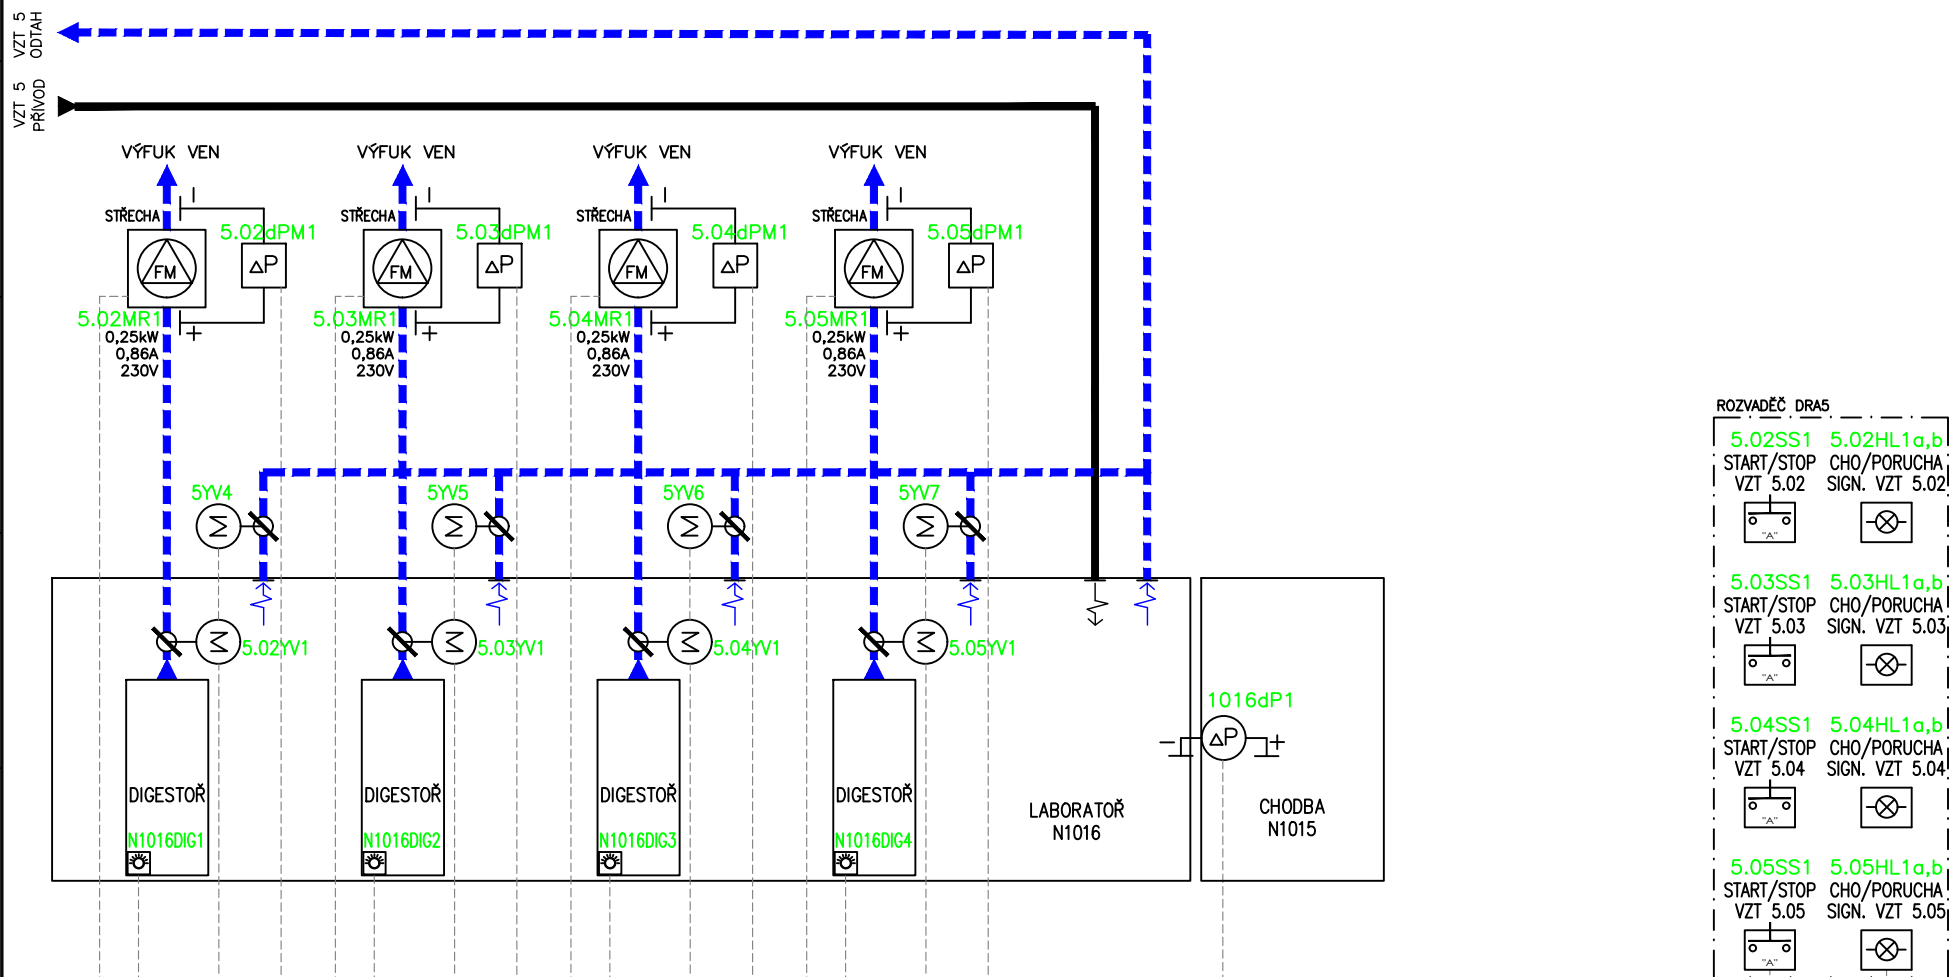 VZT 5
ODTAH
VZT 5
PŘÍVOD
VÝFUK VEN
VÝFUK VEN
VÝFUK VEN
VÝFUK VEN
STŘECHA
STŘECHA
STŘECHA
STŘECHA
5.02dPM1
5.03dPM1
5.04dPM1
5.05dPM1
FM
ΔP
FM
ΔP
FM
ΔP
FM
ΔP
5.02MR1
0,25kW
0,86A
230V
5.03MR1
0,25kW
0,86A
230V
5.04MR1
0,25kW
0,86A
230V
5.05MR1
0,25kW
0,86A
230V
5YV4
5YV5
5YV6
5YV7
M
M
M
M
M
5.02YV1
M
5.03YV1
M
5.04YV1
M
5.05YV1
DIGESTOŘ
N1016DIG1
DIGESTOŘ
N1016DIG2
DIGESTOŘ
N1016DIG3
DIGESTOŘ
N1016DIG4
LABORATOŘ
N1016
1016dP1
− ΔP +
CHODBA
N1015
ROZVADĚČ DRA5
5.02SS1 5.02HL1a,b
START/STOP CHO/PORUCHA
VZT 5.02 SIGN. VZT 5.02
"A"
5.03SS1 5.03HL1a,b
START/STOP CHO/PORUCHA
VZT 5.03 SIGN. VZT 5.03
"A"
5.04SS1 5.04HL1a,b
START/STOP CHO/PORUCHA
VZT 5.04 SIGN. VZT 5.04
"A"
5.05SS1 5.05HL1a,b
START/STOP CHO/PORUCHA
VZT 5.05 SIGN. VZT 5.05
"A"